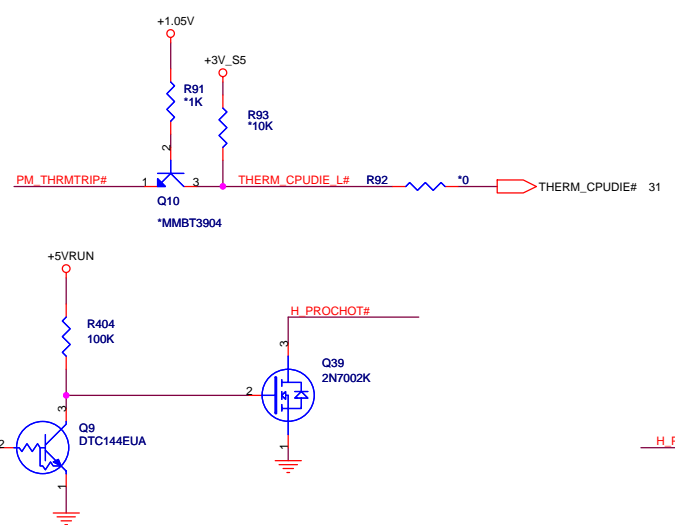 +1.05V
+3V_S5
R91
*1K
R93
*10K
2
PM_THRMTRIP#
1
3
THERM_CPUDIE_L#
R92
*0
THERM_CPUDIE# 31
Q10
*MMBT3904
+5VRUN
R404
100K
H_PROCHOT#
3
Q39
2N7002K
2
1
3
Q9
DTC144EUA
2
1